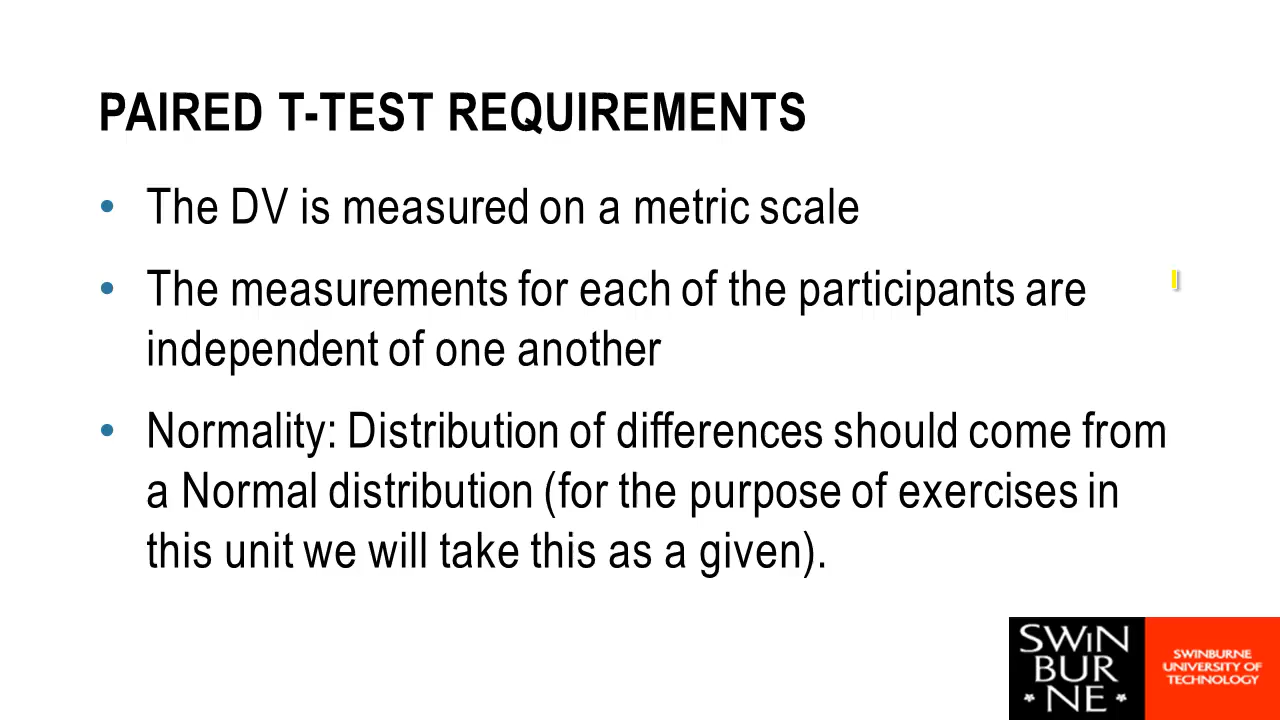 PAIRED T-TEST REQUIREMENTS
• The DV is measured on a metric scale
• The measurements for each of the participants are
independent of one another
• Normality: Distribution of differences should come from
a Normal distribution (for the purpose of exercises in
this unit we will take this as a given).
SWIN
BUR
NE
SWINBURNE
UNIVERSITY OF
TECHNOLOGY